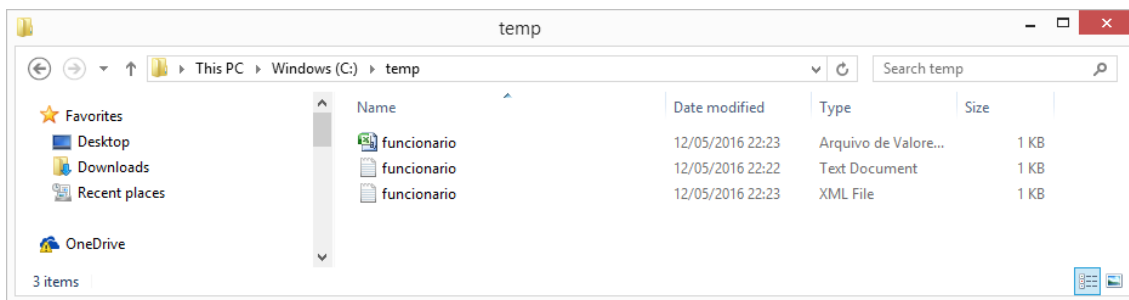 temp
This PC Windows (C:) temp Search temp
Favorites
Desktop
Downloads
Recent places
OneDrive
Name Date modified Type Size
funcionario 12/05/2016 22:23 Arquivo de Valore... 1 KB
funcionario 12/05/2016 22:22 Text Document 1 KB
funcionario 12/05/2016 22:23 XML File 1 KB
3 items